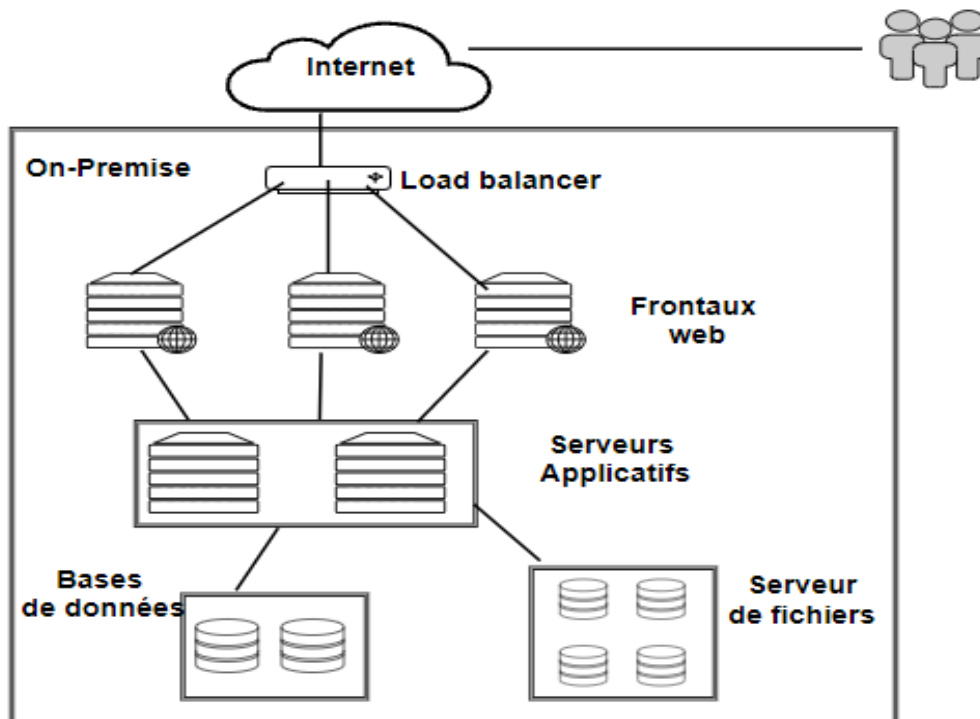 Internet
On-Premise
Load balancer
Frontaux
web
Serveurs
Applicatifs
Bases
de données
Serveur
de fichiers